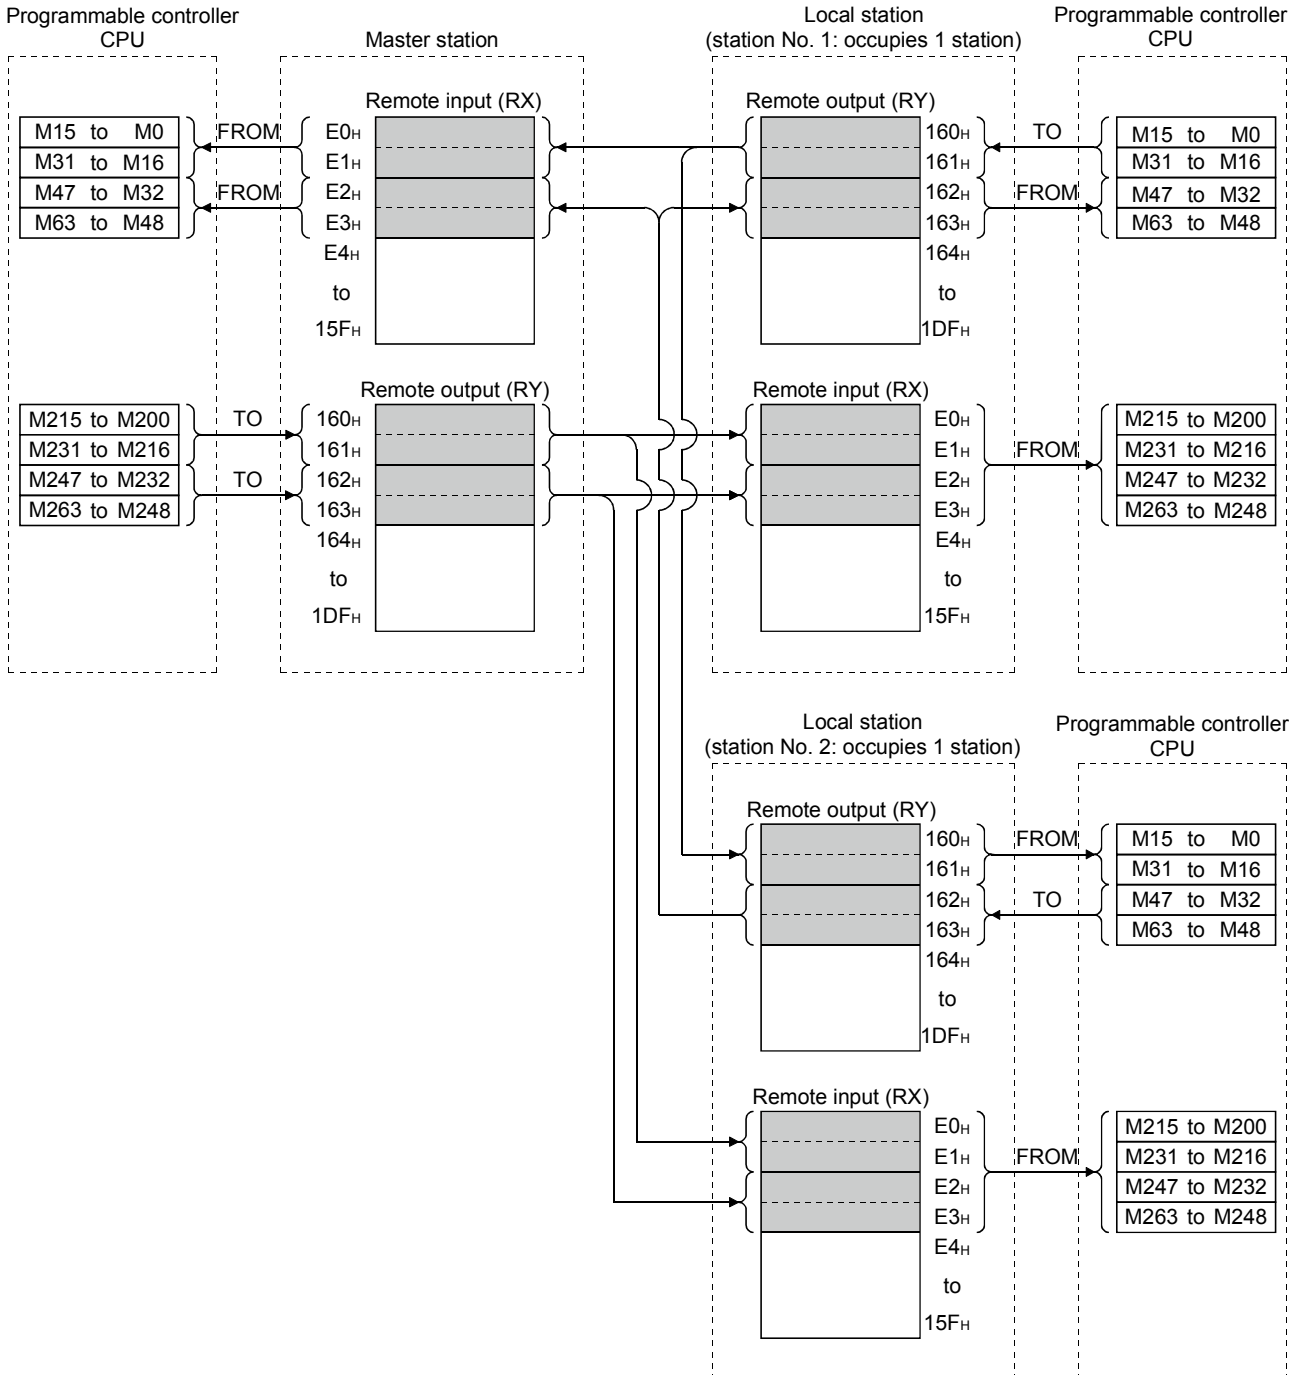 Programmable controller
CPU
Master station
Local station
(station No. 1: occupies 1 station)
Programmable controller
CPU
Remote input (RX)
Remote output (RY)
M15 to M0
M31 to M16
M47 to M32
M63 to M48
FROM
FROM
E0H
E1H
E2H
E3H
E4H
to
15FH
160H
161H
162H
163H
164H
to
1DFH
TO
FROM
M15 to M0
M31 to M16
M47 to M32
M63 to M48
Remote output (RY)
Remote input (RX)
M215 to M200
M231 to M216
M247 to M232
M263 to M248
TO
TO
160H
161H
162H
163H
164H
to
1DFH
E0H
E1H
E2H
E3H
E4H
to
15FH
FROM
M215 to M200
M231 to M216
M247 to M232
M263 to M248
Local station
(station No. 2: occupies 1 station)
Programmable controller
CPU
Remote output (RY)
160H
161H
162H
163H
164H
to
1DFH
FROM
TO
M15 to M0
M31 to M16
M47 to M32
M63 to M48
Remote input (RX)
E0H
E1H
E2H
E3H
E4H
to
15FH
FROM
M215 to M200
M231 to M216
M247 to M232
M263 to M248